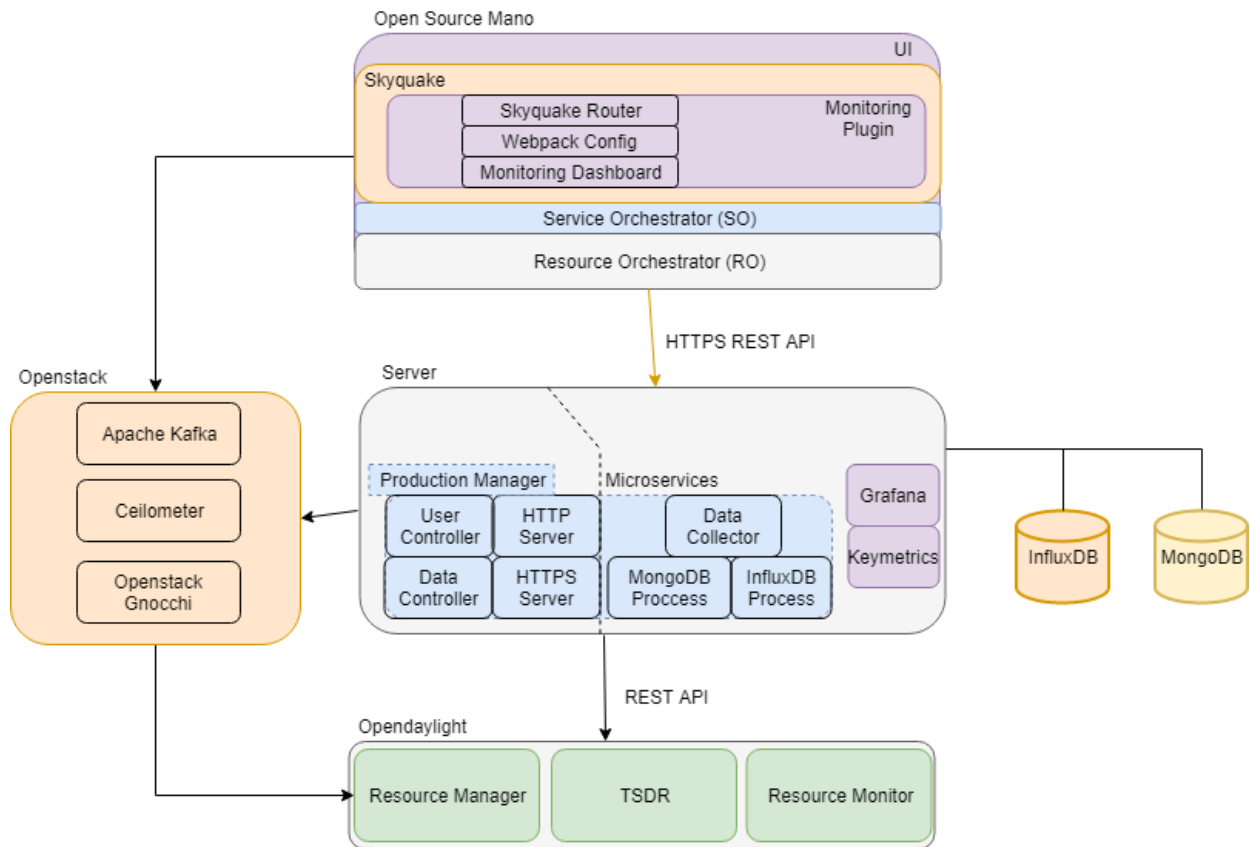 Open Source Mano
UI
Skyquake
Skyquake Router
Webpack Config
Monitoring Dashboard
Monitoring
Plugin
Service Orchestrator (SO)
Resource Orchestrator (RO)
HTTPS REST API
Openstack
Apache Kafka
Ceilometer
Openstack
Gnocchi
Server
Production Manager
User
Controller
HTTP
Server
Data
Controller
HTTPS
Server
Microservices
Data
Collector
MongoDB
Proccess
InfluxDB
Process
Grafana
Keymetrics
InfluxDB
MongoDB
REST API
Opendaylight
Resource Manager
TSDR
Resource Monitor